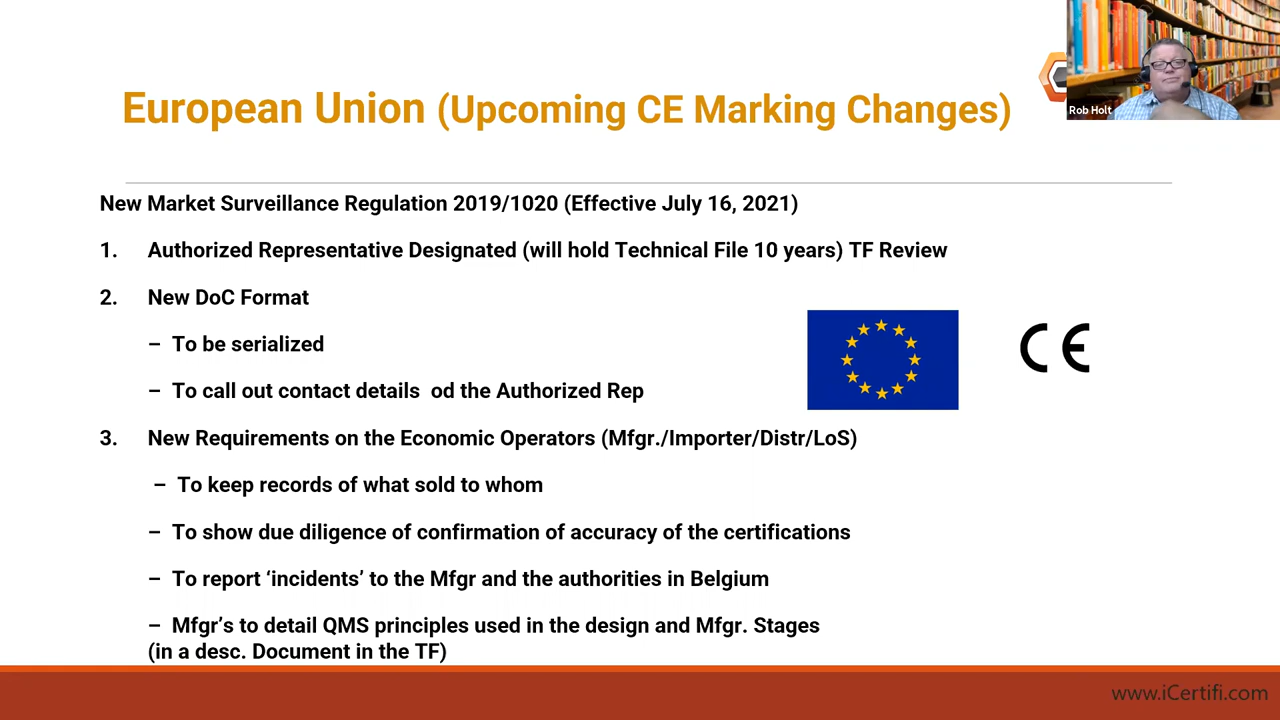 European Union (Upcoming CE Marking Changes)
Rob Holt
New Market Surveillance Regulation 2019/1020 (Effective July 16, 2021)
1. Authorized Representative Designated (will hold Technical File 10 years) TF Review
2. New DoC Format
– To be serialized
– To call out contact details od the Authorized Rep
CE
3. New Requirements on the Economic Operators (Mfgr./Importer/Distr/LoS)
– To keep records of what sold to whom
– To show due diligence of confirmation of accuracy of the certifications
– To report ‘incidents’ to the Mfgr and the authorities in Belgium
– Mfgr’s to detail QMS principles used in the design and Mfgr. Stages
(in a desc. Document in the TF)
www.iCertifi.com